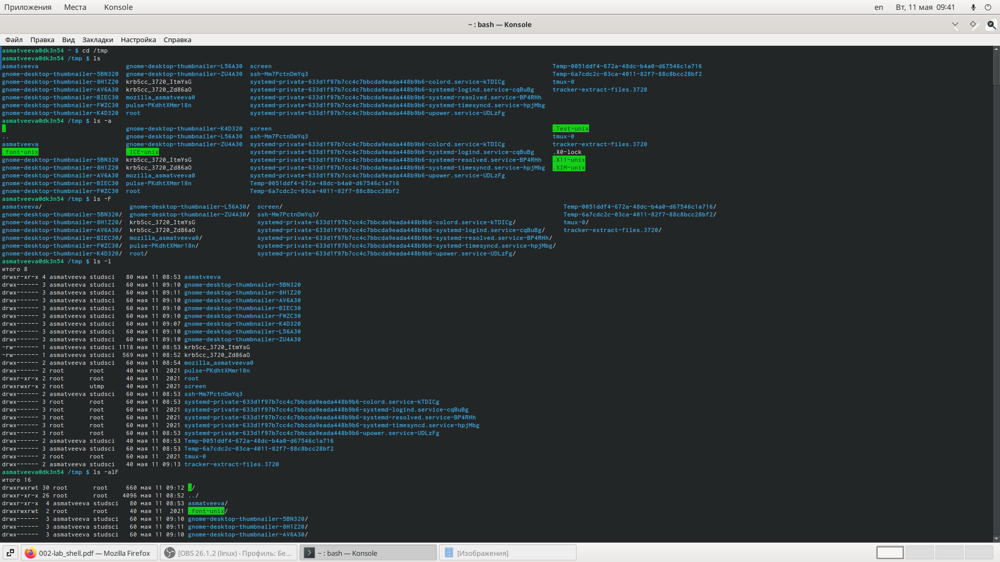 Приложения Места Konsole en Вт, 11 мая 09:41
~ : bash — Konsole
Файл Правка Вид Закладки Настройка Справка
asmatveeva@dk3n54 ~ $ cd /tmp
asmatveeva@dk3n54 /tmp $ ls
asmatveeva gnome-desktop-thumbnailer-L56A30 screen Temp-0051ddf4-672a-48dc-b4a0-d67546c1a716
gnome-desktop-thumbnailer-5BN320 gnome-desktop-thumbnailer-ZU4A30 ssh-Mm7PctnDmYq3 Temp-6a7cdc2c-03ca-4011-82f7-88c8bcc28bf2
gnome-desktop-thumbnailer-8H1Z20 krb5cc_3720_ItmYsG systemd-private-633d1f97b7cc4c7bbcda9eada448b9b6-colord.service-kTDICg tmux-0
gnome-desktop-thumbnailer-AV6A30 krb5cc_3720_Zd86aO systemd-private-633d1f97b7cc4c7bbcda9eada448b9b6-systemd-logind.service-cqBuBg tracker-extract-files.3720
gnome-desktop-thumbnailer-BIEC30 mozilla_asmatveeva0 systemd-private-633d1f97b7cc4c7bbcda9eada448b9b6-systemd-resolved.service-BP4RHh
gnome-desktop-thumbnailer-FWZC30 pulse-PKdhtXMmr18n systemd-private-633d1f97b7cc4c7bbcda9eada448b9b6-systemd-timesyncd.service-hpjMbg
gnome-desktop-thumbnailer-K4D320 root systemd-private-633d1f97b7cc4c7bbcda9eada448b9b6-upower.service-UDLzFg
asmatveeva@dk3n54 /tmp $ ls -a
. gnome-desktop-thumbnailer-K4D320 screen .Test-unix
.. gnome-desktop-thumbnailer-L56A30 ssh-Mm7PctnDmYq3 tmux-0
asmatveeva gnome-desktop-thumbnailer-ZU4A30 systemd-private-633d1f97b7cc4c7bbcda9eada448b9b6-colord.service-kTDICg tracker-extract-files.3720
.font-unix .ICE-unix systemd-private-633d1f97b7cc4c7bbcda9eada448b9b6-systemd-logind.service-cqBuBg .X0-lock
gnome-desktop-thumbnailer-5BN320 krb5cc_3720_ItmYsG systemd-private-633d1f97b7cc4c7bbcda9eada448b9b6-systemd-resolved.service-BP4RHh .X11-unix
gnome-desktop-thumbnailer-8H1Z20 krb5cc_3720_Zd86aO systemd-private-633d1f97b7cc4c7bbcda9eada448b9b6-systemd-timesyncd.service-hpjMbg .XIM-unix
gnome-desktop-thumbnailer-AV6A30 mozilla_asmatveeva0 systemd-private-633d1f97b7cc4c7bbcda9eada448b9b6-upower.service-UDLzFg
gnome-desktop-thumbnailer-BIEC30 pulse-PKdhtXMmr18n Temp-0051ddf4-672a-48dc-b4a0-d67546c1a716
gnome-desktop-thumbnailer-FWZC30 root Temp-6a7cdc2c-03ca-4011-82f7-88c8bcc28bf2
asmatveeva@dk3n54 /tmp $ ls -F
asmatveeva/ gnome-desktop-thumbnailer-L56A30/ screen/ Temp-0051ddf4-672a-48dc-b4a0-d67546c1a716/
gnome-desktop-thumbnailer-5BN320/ gnome-desktop-thumbnailer-ZU4A30/ ssh-Mm7PctnDmYq3/ Temp-6a7cdc2c-03ca-4011-82f7-88c8bcc28bf2/
gnome-desktop-thumbnailer-8H1Z20/ krb5cc_3720_ItmYsG systemd-private-633d1f97b7cc4c7bbcda9eada448b9b6-colord.service-kTDICg/ tmux-0/
gnome-desktop-thumbnailer-AV6A30/ krb5cc_3720_Zd86aO systemd-private-633d1f97b7cc4c7bbcda9eada448b9b6-systemd-logind.service-cqBuBg/ tracker-extract-files.3720/
gnome-desktop-thumbnailer-BIEC30/ mozilla_asmatveeva0/ systemd-private-633d1f97b7cc4c7bbcda9eada448b9b6-systemd-resolved.service-BP4RHh/
gnome-desktop-thumbnailer-FWZC30/ pulse-PKdhtXMmr18n/ systemd-private-633d1f97b7cc4c7bbcda9eada448b9b6-systemd-timesyncd.service-hpjMbg/
gnome-desktop-thumbnailer-K4D320/ root/ systemd-private-633d1f97b7cc4c7bbcda9eada448b9b6-upower.service-UDLzFg/
asmatveeva@dk3n54 /tmp $ ls -l
итого 8
drwxr-xr-x 4 asmatveeva studsci 80 мая 11 08:53 asmatveeva
drwx------ 3 asmatveeva studsci 60 мая 11 09:10 gnome-desktop-thumbnailer-5BN320
drwx------ 3 asmatveeva studsci 60 мая 11 09:11 gnome-desktop-thumbnailer-8H1Z20
drwx------ 3 asmatveeva studsci 60 мая 11 09:10 gnome-desktop-thumbnailer-AV6A30
drwx------ 3 asmatveeva studsci 60 мая 11 09:10 gnome-desktop-thumbnailer-BIEC30
drwx------ 3 asmatveeva studsci 60 мая 11 09:10 gnome-desktop-thumbnailer-FWZC30
drwx------ 3 asmatveeva studsci 60 мая 11 09:07 gnome-desktop-thumbnailer-K4D320
drwx------ 3 asmatveeva studsci 60 мая 11 09:10 gnome-desktop-thumbnailer-L56A30
drwx------ 3 asmatveeva studsci 60 мая 11 09:10 gnome-desktop-thumbnailer-ZU4A30
-rw------- 1 asmatveeva studsci 1118 мая 11 08:53 krb5cc_3720_ItmYsG
-rw------- 1 asmatveeva studsci 569 мая 11 08:52 krb5cc_3720_Zd86aO
drwx------ 2 asmatveeva studsci 60 мая 11 08:54 mozilla_asmatveeva0
drwx------ 2 root root 40 мая 11 2021 pulse-PKdhtXMmr18n
drwxr-xr-x 2 root root 40 мая 11 2021 root
drwxrwxr-x 2 root utmp 40 мая 11 2021 screen
drwx------ 2 asmatveeva studsci 60 мая 11 08:53 ssh-Mm7PctnDmYq3
drwx------ 3 root root 60 мая 11 08:53 systemd-private-633d1f97b7cc4c7bbcda9eada448b9b6-colord.service-kTDICg
drwx------ 3 root root 60 мая 11 2021 systemd-private-633d1f97b7cc4c7bbcda9eada448b9b6-systemd-logind.service-cqBuBg
drwx------ 3 root root 60 мая 11 2021 systemd-private-633d1f97b7cc4c7bbcda9eada448b9b6-systemd-resolved.service-BP4RHh
drwx------ 3 root root 60 мая 11 2021 systemd-private-633d1f97b7cc4c7bbcda9eada448b9b6-systemd-timesyncd.service-hpjMbg
drwx------ 3 root root 60 мая 11 08:53 systemd-private-633d1f97b7cc4c7bbcda9eada448b9b6-upower.service-UDLzFg
drwx------ 2 asmatveeva studsci 40 мая 11 08:53 Temp-0051ddf4-672a-48dc-b4a0-d67546c1a716
drwx------ 3 asmatveeva studsci 60 мая 11 08:53 Temp-6a7cdc2c-03ca-4011-82f7-88c8bcc28bf2
drwx------ 2 root root 60 мая 11 2021 tmux-0
drwx------ 2 asmatveeva studsci 40 мая 11 09:13 tracker-extract-files.3720
asmatveeva@dk3n54 /tmp $ ls -alF
итого 16
drwxrwxrwt 30 root root 660 мая 11 09:12 ./
drwxr-xr-x 26 root root 4096 мая 11 08:52 ../
drwxr-xr-x 4 asmatveeva studsci 80 мая 11 08:53 asmatveeva/
drwxrwxrwt 2 root root 40 мая 11 2021 .font-unix/
drwx------ 3 asmatveeva studsci 60 мая 11 09:10 gnome-desktop-thumbnailer-5BN320/
drwx------ 3 asmatveeva studsci 60 мая 11 09:11 gnome-desktop-thumbnailer-8H1Z20/
drwx------ 3 asmatveeva studsci 60 мая 11 09:10 gnome-desktop-thumbnailer-AV6A30/
002-lab_shell.pdf — Mozilla Firefox [OBS 26.1.2 (linux) - Профиль: Бе... ~ : bash — Konsole [Изображения]